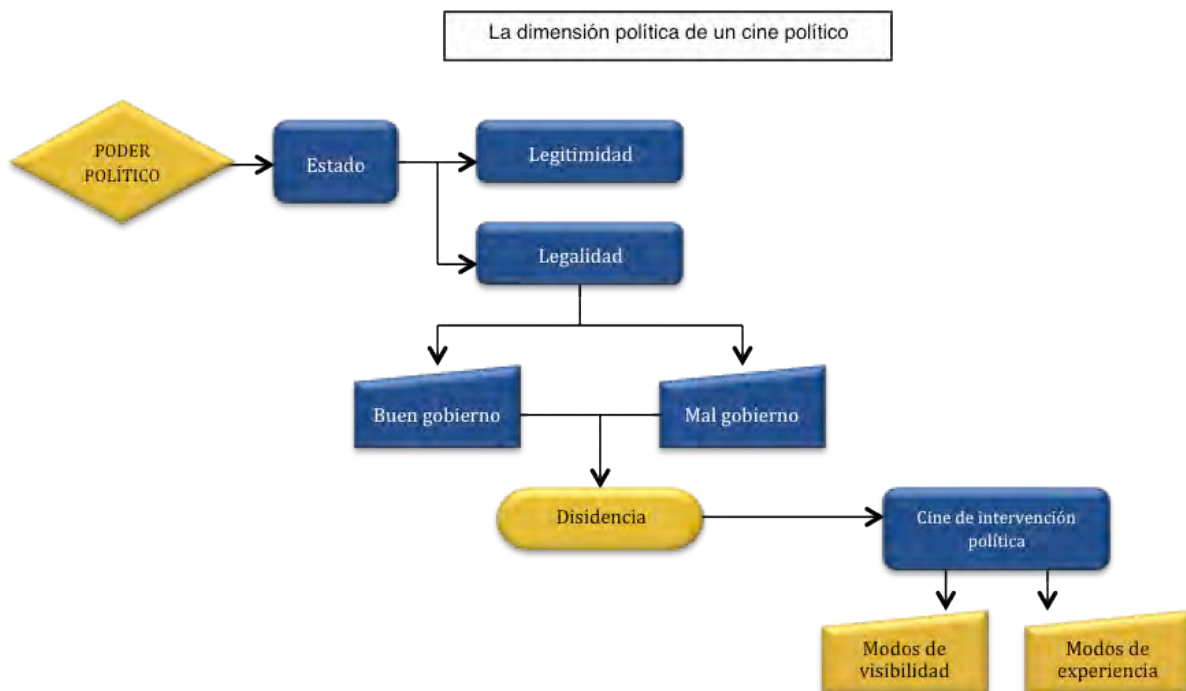 La dimensión política de un cine político
PODER
POLÍTICO
Estado
Legitimidad
Legalidad
Buen gobierno
Mal gobierno
Disidencia
Cine de intervención
política
Modos de
visibilidad
Modos de
experiencia